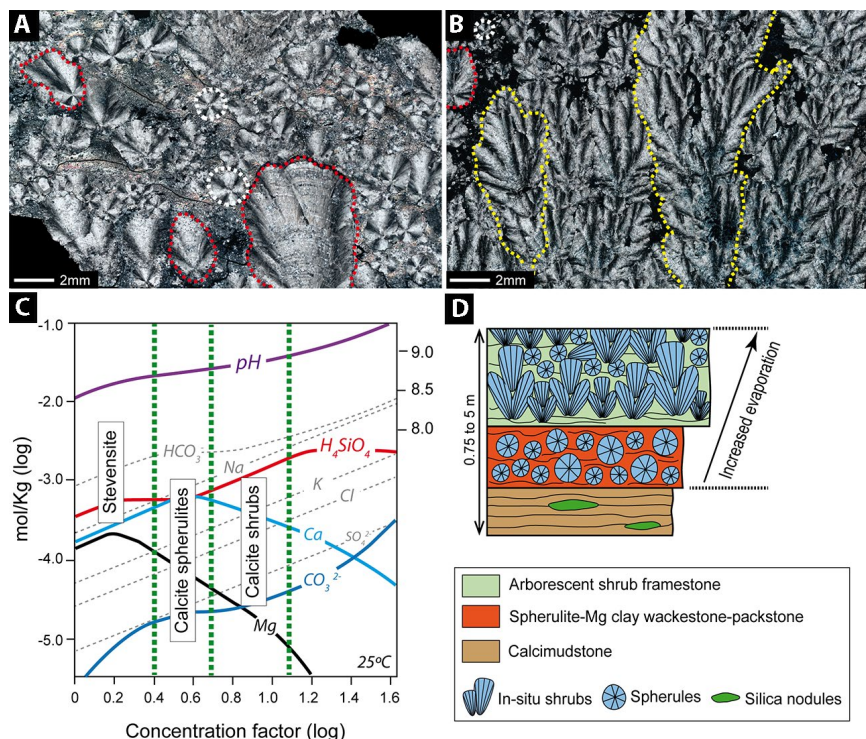 A
2mm
B
2mm
C
-1.0
-2.0
-3.0
-4.0
-5.0
mol/Kg (log)
9.0
8.5
8.0
pH
HCO₃⁻
Na
H₄SiO₄
K
Cl
Ca
SO₄²⁻
CO₃²⁻
Mg
Stevensite
Calcite spherulites
Calcite shrubs
25ºC
0 0.2 0.4 0.6 0.8 1.0 1.2 1.4 1.6
Concentration factor (log)
D
0.75 to 5 m
Increased evaporation
Arborescent shrub framestone
Spherulite-Mg clay wackestone-packstone
Calcimudstone
In-situ shrubs
Spherules
Silica nodules